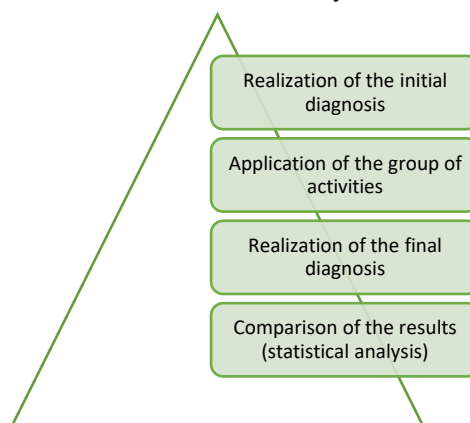 Realization of the initial
diagnosis
Application of the group of
activities
Realization of the final
diagnosis
Comparison of the results
(statistical analysis)